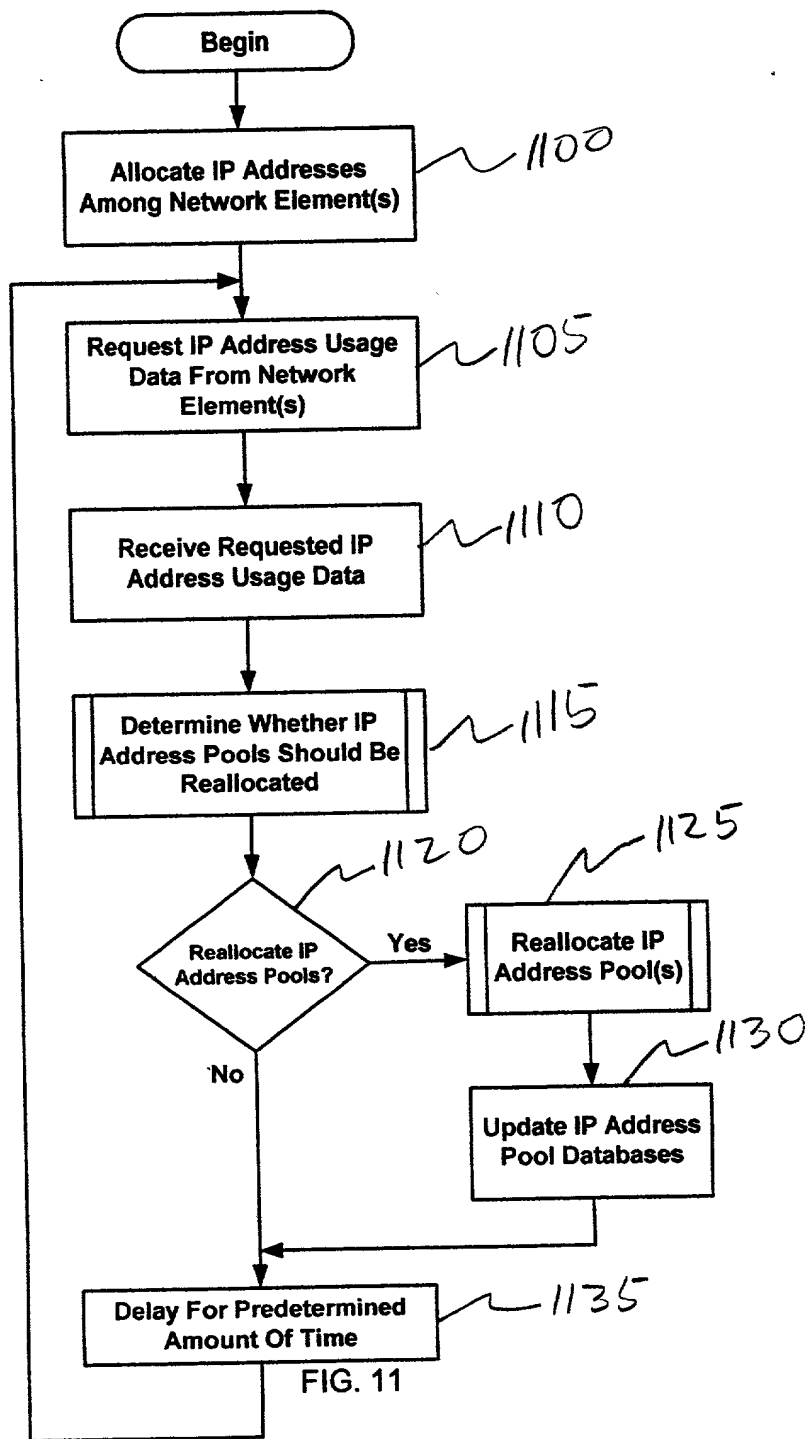 Begin
Allocate IP Addresses
Among Network Element(s)
1100
Request IP Address Usage
Data From Network
Element(s)
1105
Receive Requested IP
Address Usage Data
1110
Determine Whether IP
Address Pools Should Be
Reallocated
1115
1120
Reallocate IP
Address Pools?
Yes
1125
Reallocate IP
Address Pool(s)
No
1130
Update IP Address
Pool Databases
Delay For Predetermined
Amount Of Time
1135
FIG. 11